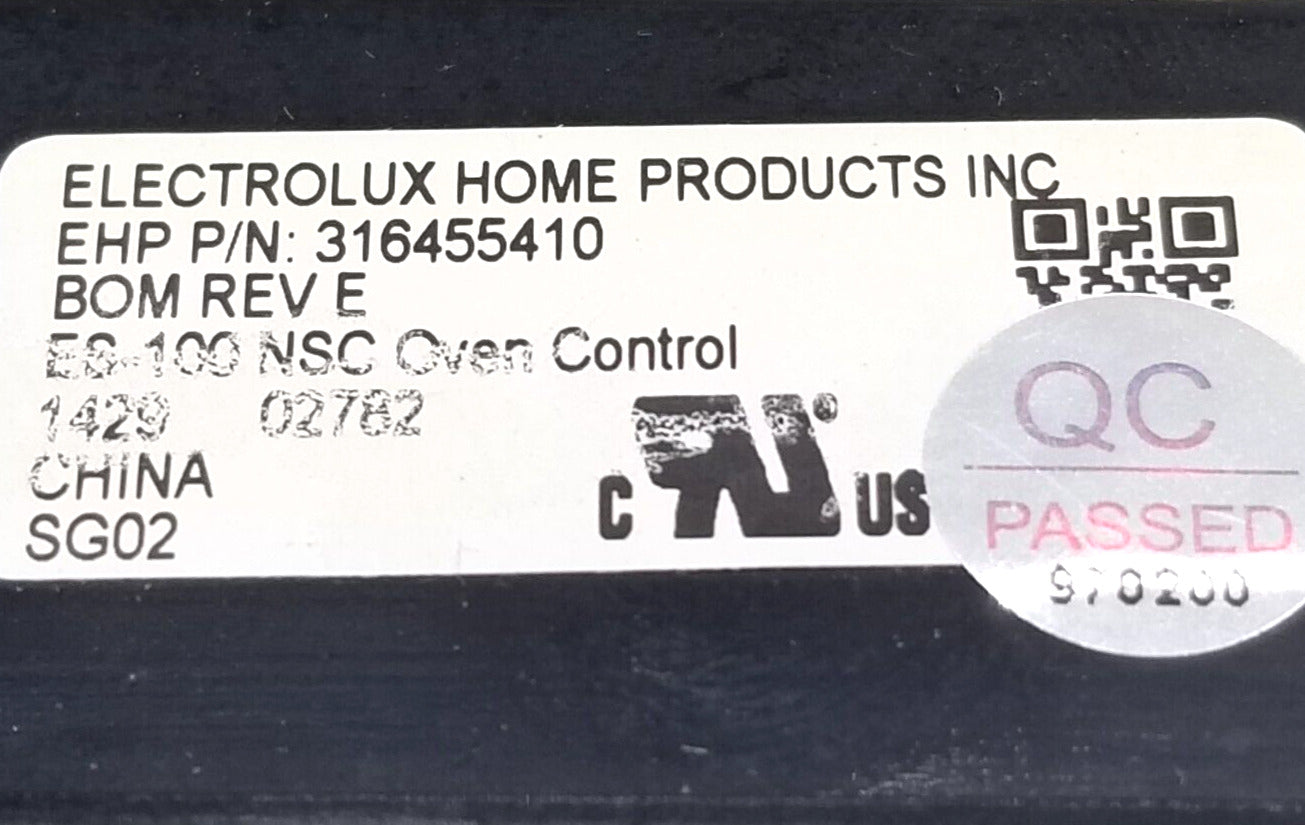 ELECTROLUX HOME PRODUCTS INC
EHP P/N: 316455410
BOM REV E
ES-100 NSC Oven Control
1429 02782
CHINA
SG02
C US
QC
PASSED